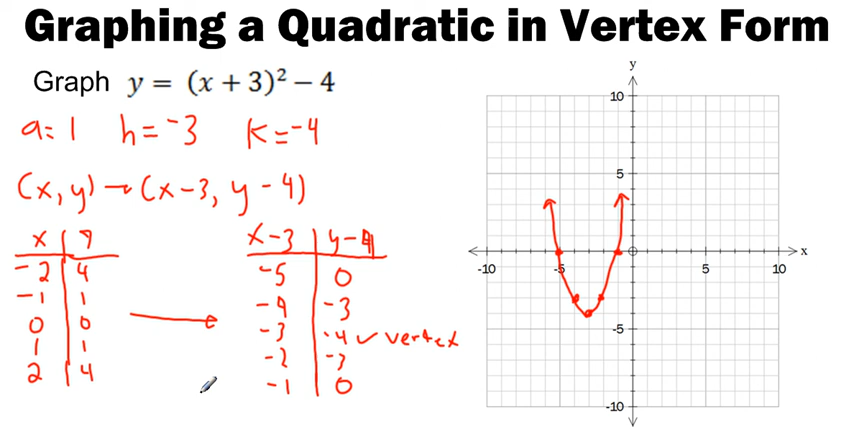 Graphing a Quadratic in Vertex Form
Graph y = (x + 3)² − 4
a=1 h=-3 K=-4
(x, y) → (x-3, y-4)
x y
-2 4
-1 1
0 0
1 1
2 4
x-3 y-4
-5 0
-4 -3
-3 -4 ✓ vertex
-2 -3
-1 0
y
10
5
x
-10 -5 0 5 10
-5
-10